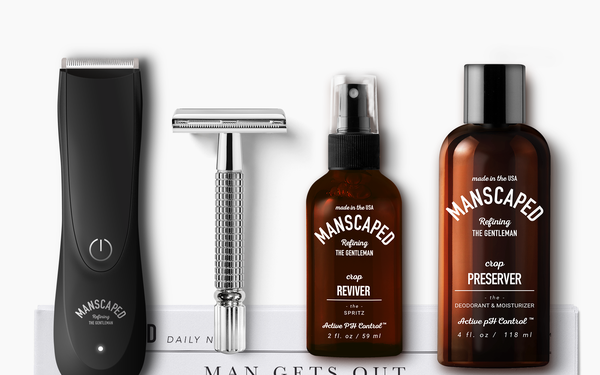 MANSCAPED
Refining
THE GENTLEMAN
made in the USA
MANSCAPED
Refining
THE GENTLEMAN
crop
REVIVER
- the -
SPRITZ
Active PH Control™
2 fl. oz / 59 ml
made in the USA
MANSCAPED
Refining
THE GENTLEMAN
crop
PRESERVER
- the -
DEODORANT & MOISTURIZER
Active pH Control™
4 fl. oz / 118 ml
D DAILY N
MAN GETS OUT